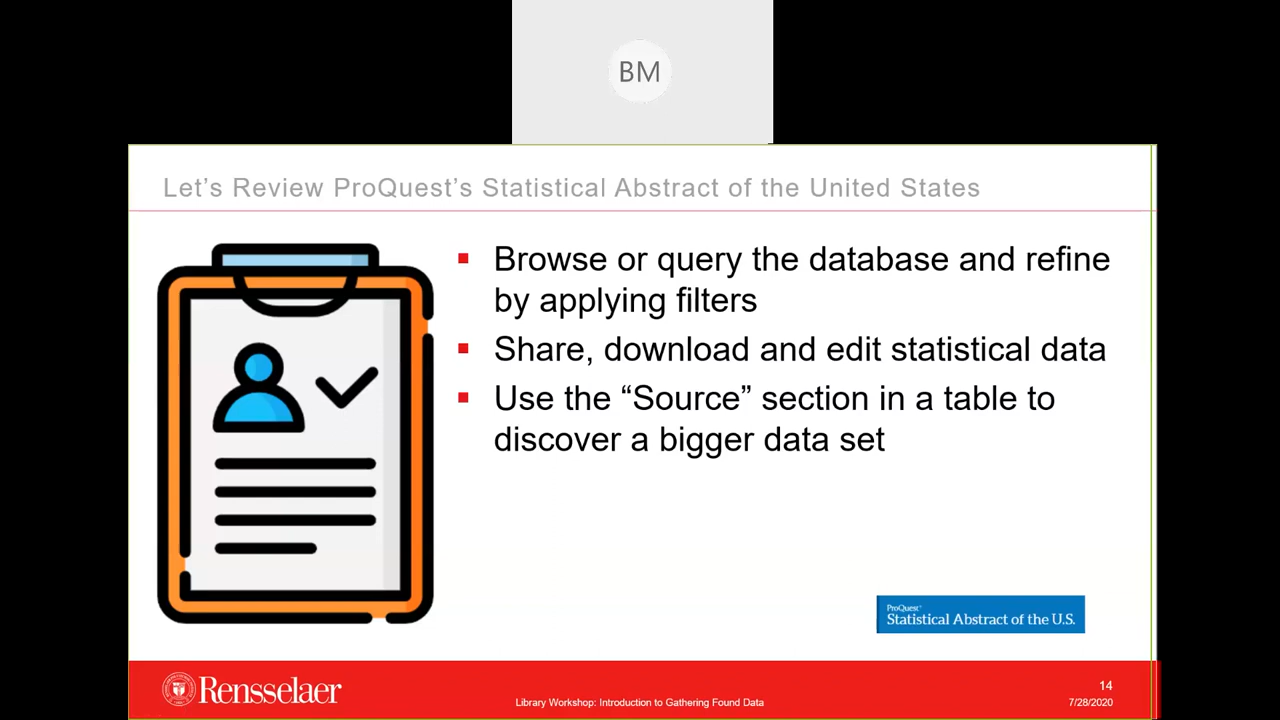 BM
Let’s Review ProQuest’s Statistical Abstract of the United States
▪ Browse or query the database and refine
by applying filters
▪ Share, download and edit statistical data
▪ Use the “Source” section in a table to
discover a bigger data set
ProQuest
Statistical Abstract of the U.S.
Rensselaer
Library Workshop: Introduction to Gathering Found Data
14
7/28/2020